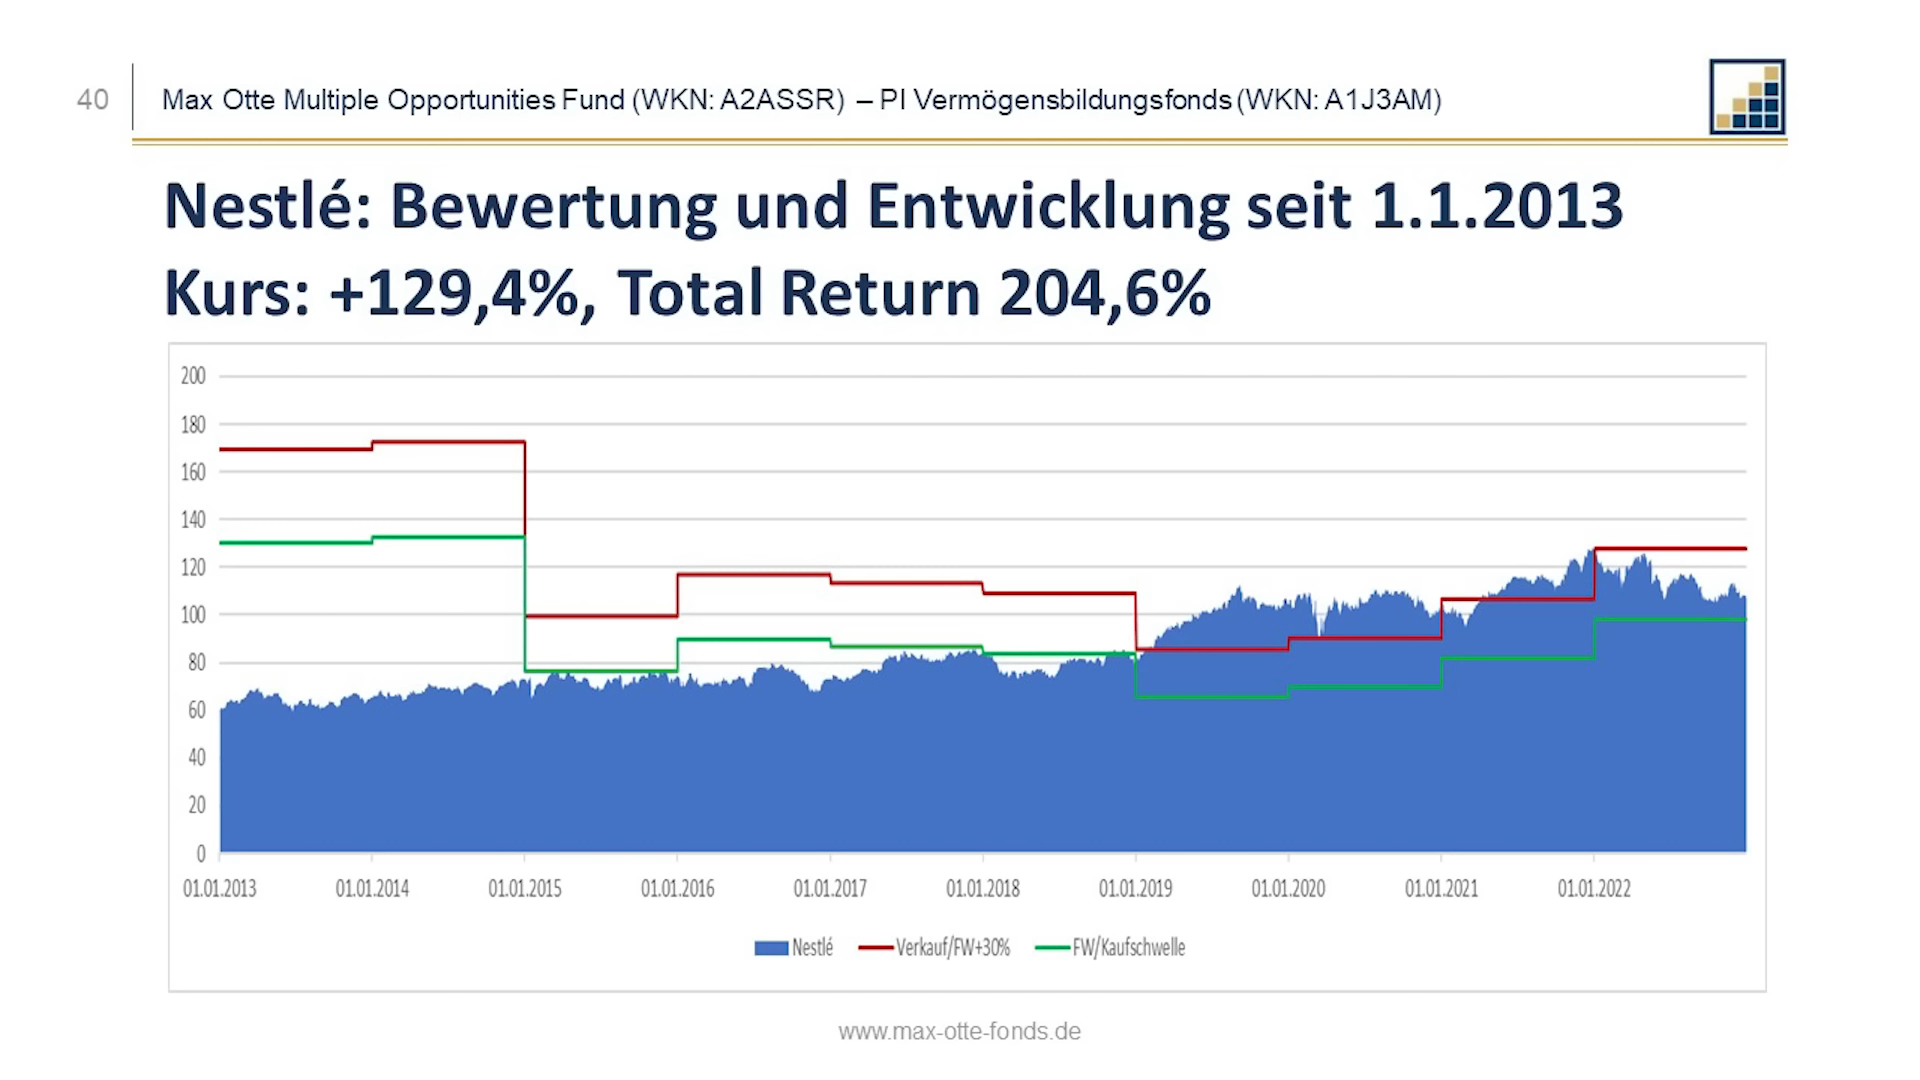 40
Max Otte Multiple Opportunities Fund (WKN: A2ASSR) – PI Vermögensbildungsfonds (WKN: A1J3AM)
Nestlé: Bewertung und Entwicklung seit 1.1.2013
Kurs: +129,4%, Total Return 204,6%
200
180
160
140
120
100
80
60
40
20
0
01.01.2013 01.01.2014 01.01.2015 01.01.2016 01.01.2017 01.01.2018 01.01.2019 01.01.2020 01.01.2021 01.01.2022
Nestlé Verkauf/FW+30% FW/Kaufschwelle
www.max-otte-fonds.de